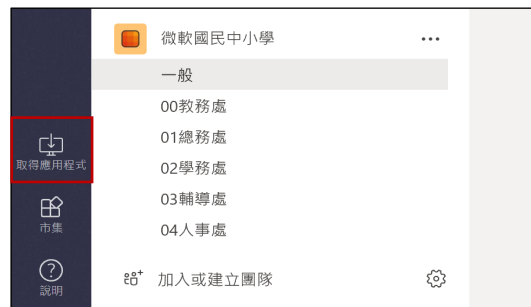 微軟國民中小學
一般
00教務處
01總務處
取得應用程式
02學務處
03輔導處
市集
04人事處
加入或建立團隊
說明